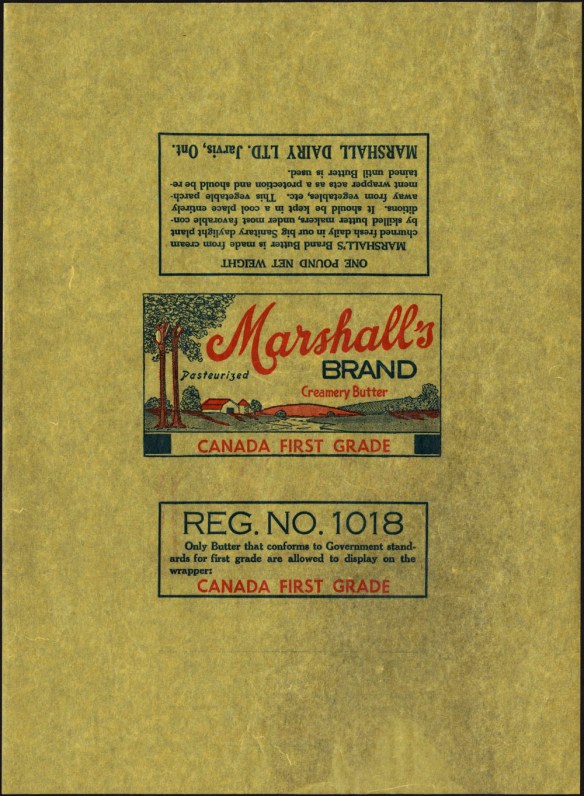 ONE POUND NET WEIGHT
MARSHALL'S Brand Butter is made from cream
churned fresh daily in our big Sanitary daylight plant
by skilled butter makers, under most favorable con-
ditions. It should be kept in a cool place entirely
away from vegetables, etc. This vegetable parch-
ment wrapper acts as a protection and should be re-
tained until Butter is used.
MARSHALL DAIRY LTD. Jarvis, Ont.
Marshall's
BRAND
Pasteurized
Creamery Butter
CANADA FIRST GRADE
REG. NO. 1018
Only Butter that conforms to Government stand-
ards for first grade are allowed to display on the
wrapper:
CANADA FIRST GRADE